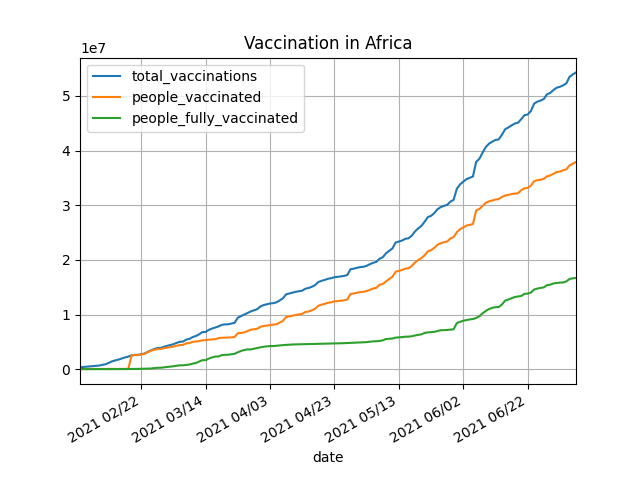 Vaccination in Africa
1e7
total_vaccinations
people_vaccinated
people_fully_vaccinated
5
4
3
2
1
0
2021 02/22
2021 03/14
2021 04/03
2021 04/23
2021 05/13
2021 06/02
2021 06/22
date